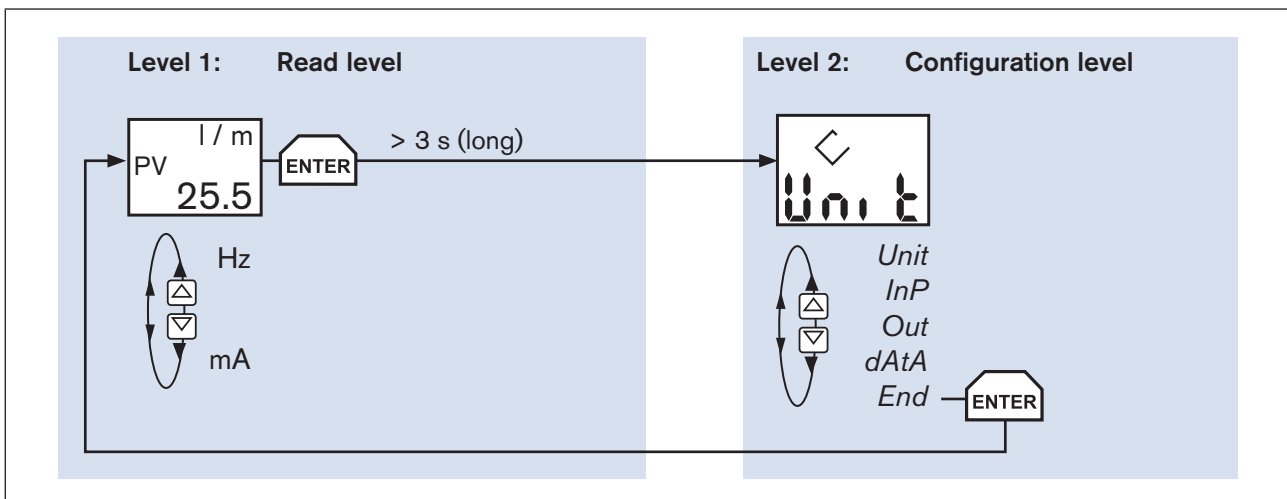 Level 1: Read level
l / m
PV
25.5
ENTER
> 3 s (long)
Hz
mA
Level 2: Configuration level
Unit
Unit
InP
Out
dAtA
End
ENTER